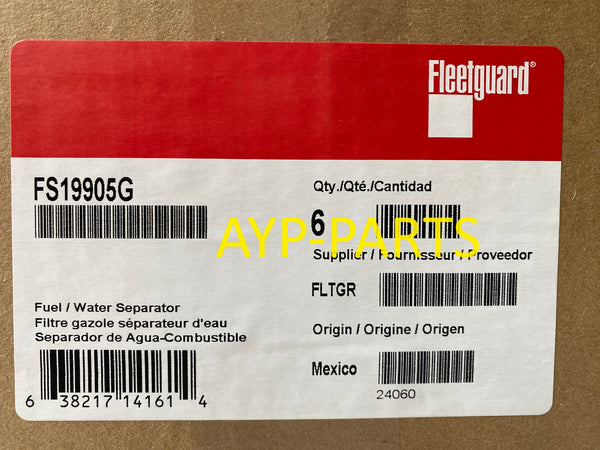 Fleetguard®
FS19905G
Qty./Qté./Cantidad
6
AYP-PARTS
Supplier / Fournisseur / Proveedor
FLTGR
Fuel / Water Separator
Filtre gazole séparateur d'eau
Separador de Agua-Combustible
Origin / Origine / Origen
Mexico
24060
6 38217 14161 4